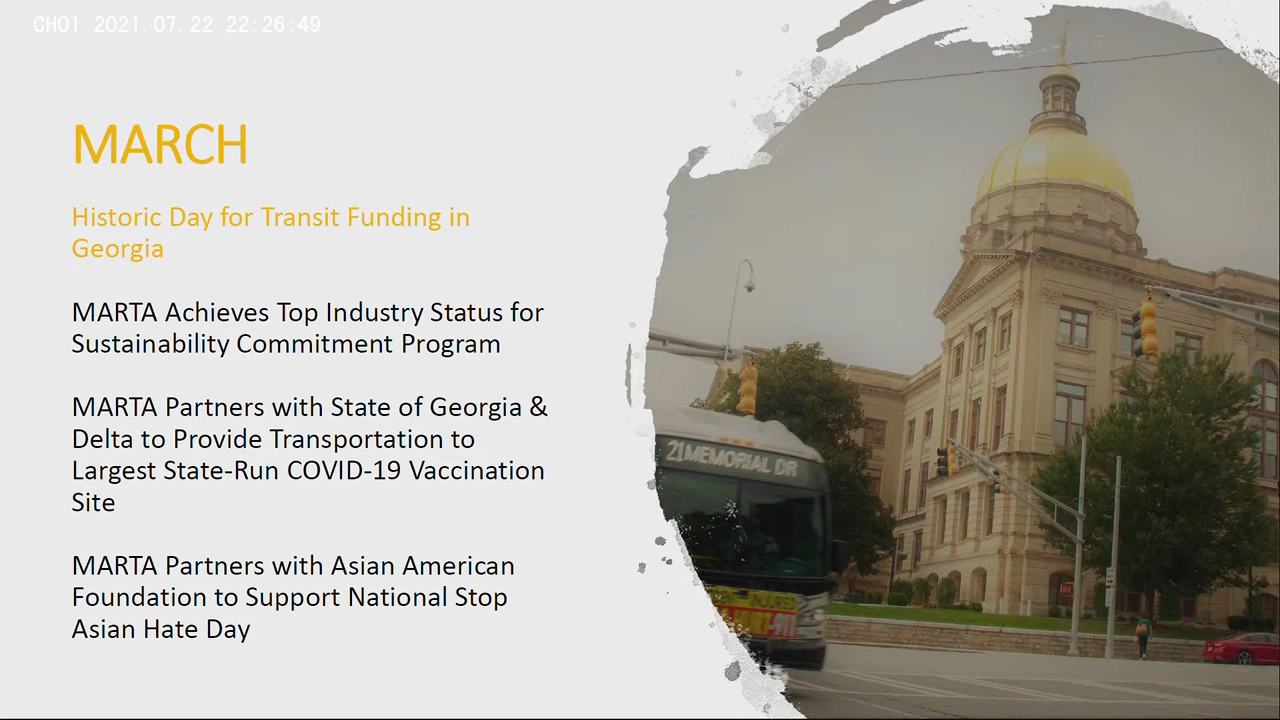 CH01 2021.07.22 22:26:49
MARCH
Historic Day for Transit Funding in
Georgia
MARTA Achieves Top Industry Status for
Sustainability Commitment Program
MARTA Partners with State of Georgia &
Delta to Provide Transportation to
Largest State-Run COVID-19 Vaccination
Site
MARTA Partners with Asian American
Foundation to Support National Stop
Asian Hate Day
21 MEMORIAL DR
INJURED